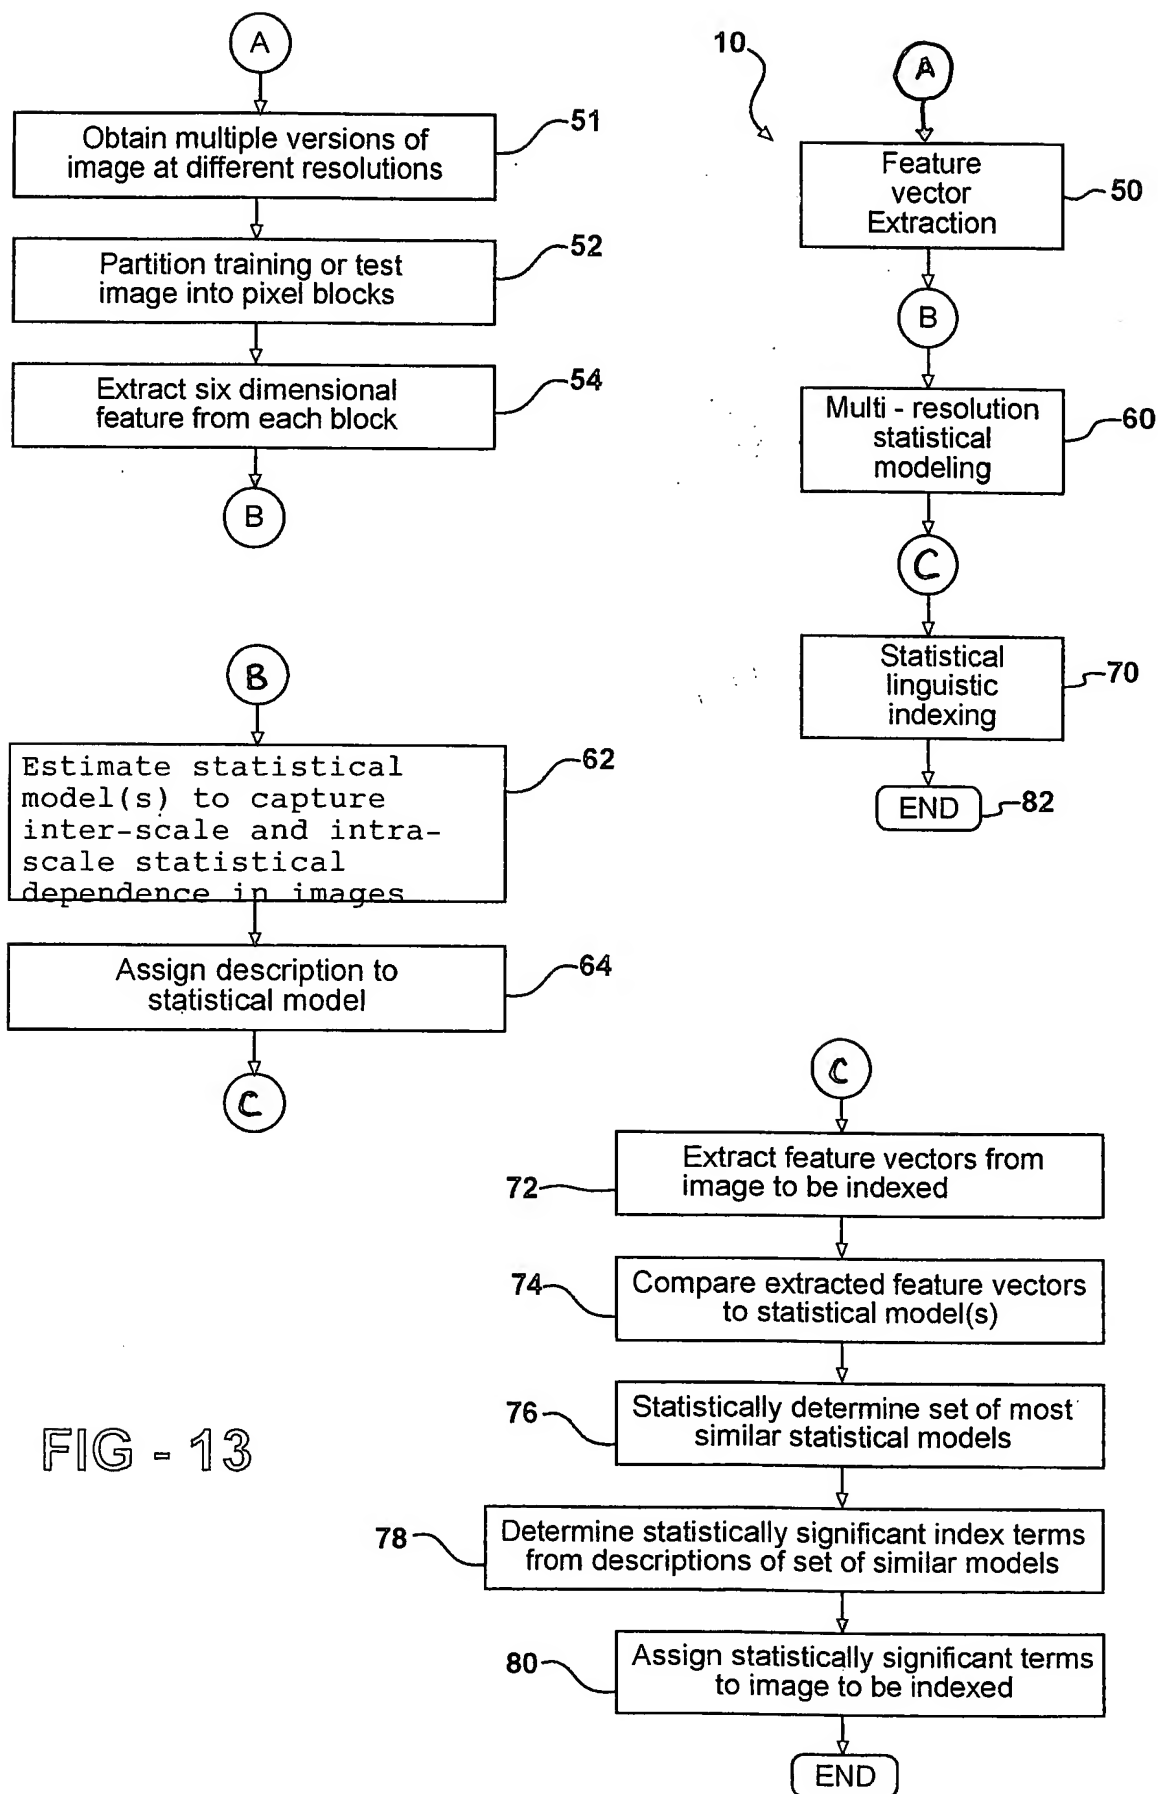 A
Obtain multiple versions of
image at different resolutions
51
Partition training or test
image into pixel blocks
52
Extract six dimensional
feature from each block
54
B
10
A
Feature
vector
Extraction
50
B
Multi - resolution
statistical
modeling
60
C
Statistical
linguistic
indexing
70
END
82
B
Estimate statistical
model(s) to capture
inter-scale and intra-
scale statistical
dependence in images
62
Assign description to
statistical model
64
C
C
Extract feature vectors from
image to be indexed
72
Compare extracted feature vectors
to statistical model(s)
74
Statistically determine set of most
similar statistical models
76
Determine statistically significant index terms
from descriptions of set of similar models
78
Assign statistically significant terms
to image to be indexed
80
END
FIG - 13